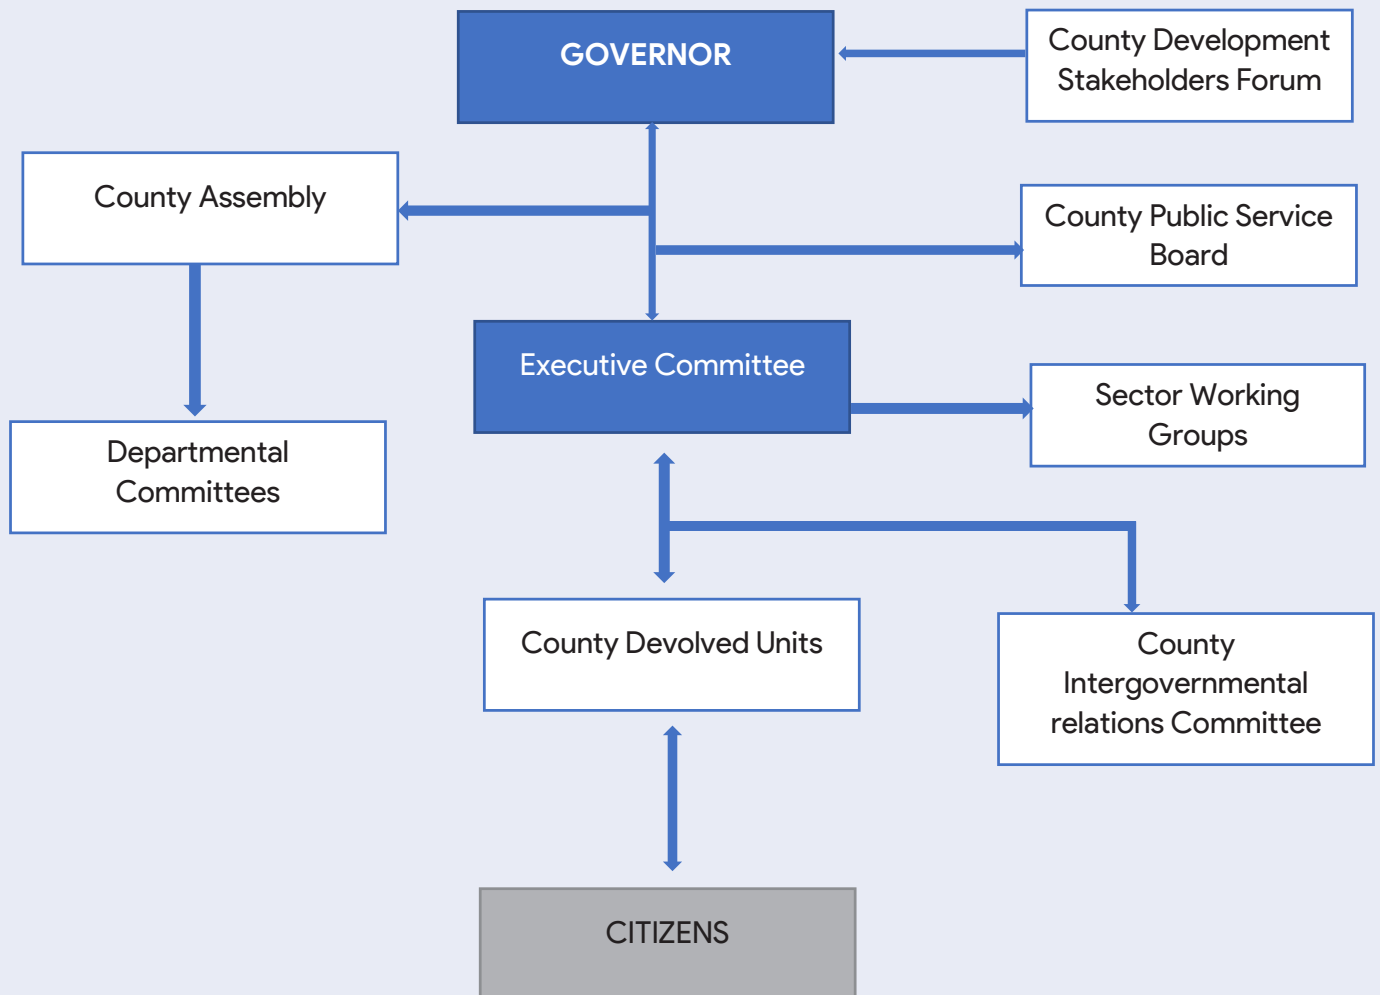 GOVERNOR
County Development
Stakeholders Forum
County Assembly
County Public Service
Board
Executive Committee
Sector Working
Groups
Departmental
Committees
County Devolved Units
County
Intergovernmental
relations Committee
CITIZENS